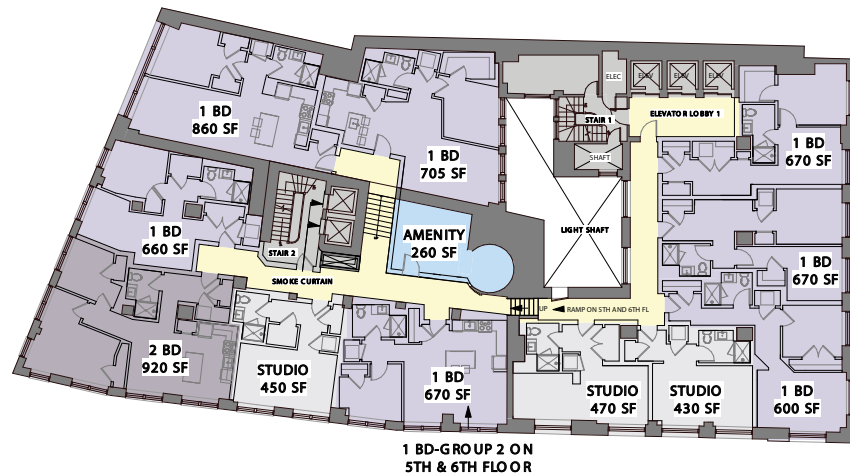 ELEC
ELEV
ELEV
ELEV
1 BD
860 SF
STAIR 1
ELEVATOR LOBBY 1
1 BD
705 SF
SHAFT
1 BD
670 SF
1 BD
660 SF
AMENITY
260 SF
LIGHT SHAFT
STAIR 2
SMOKE CURTAIN
1 BD
670 SF
UP
RAMP ON 5TH AND 6TH FL
2 BD
920 SF
STUDIO
450 SF
1 BD
670 SF
STUDIO
470 SF
STUDIO
430 SF
1 BD
600 SF
1 BD-GROUP 2 ON
5TH & 6TH FLOOR